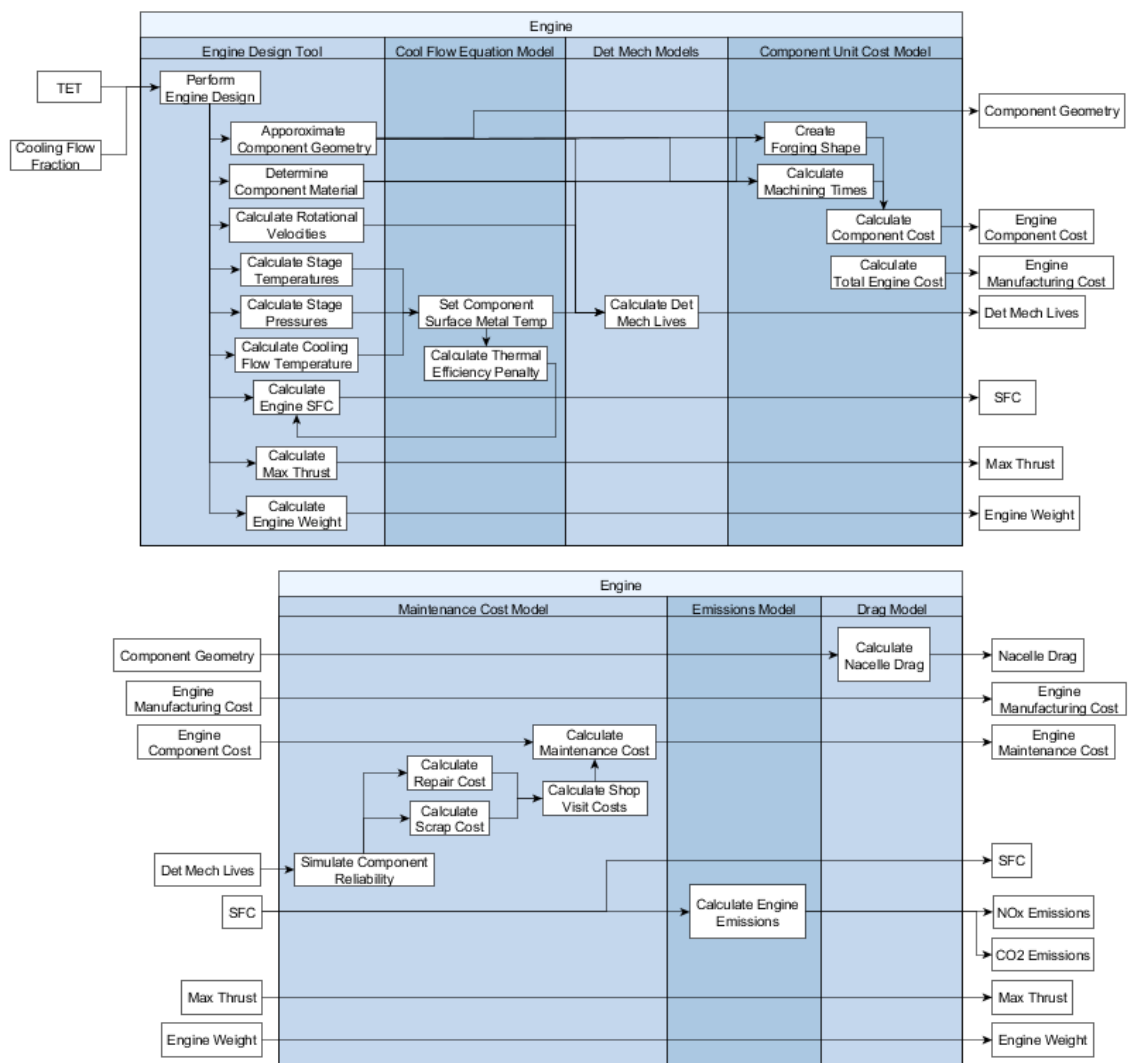 Engine
Engine Design Tool
Cool Flow Equation Model
Det Mech Models
Component Unit Cost Model
TET
Cooling Flow
Fraction
Perform
Engine Design
Apporoximate
Component Geometry
Determine
Component Material
Calculate Rotational
Velocities
Calculate Stage
Temperatures
Calculate Stage
Pressures
Calculate Cooling
Flow Temperature
Calculate
Engine SFC
Calculate
Max Thrust
Calculate
Engine Weight
Set Component
Surface Metal Temp
Calculate Thermal
Efficiency Penalty
Calculate Det
Mech Lives
Create
Forging Shape
Calculate
Machining Times
Calculate
Component Cost
Calculate
Total Engine Cost
Component Geometry
Engine
Component Cost
Engine
Manufacturing Cost
Det Mech Lives
SFC
Max Thrust
Engine Weight
Engine
Maintenance Cost Model
Emissions Model
Drag Model
Component Geometry
Engine
Manufacturing Cost
Engine
Component Cost
Det Mech Lives
SFC
Max Thrust
Engine Weight
Simulate Component
Reliability
Calculate
Repair Cost
Calculate
Scrap Cost
Calculate
Maintenance Cost
Calculate Shop
Visit Costs
Calculate Engine
Emissions
Calculate
Nacelle Drag
Nacelle Drag
Engine
Manufacturing Cost
Engine
Maintenance Cost
SFC
NOx Emissions
CO2 Emissions
Max Thrust
Engine Weight